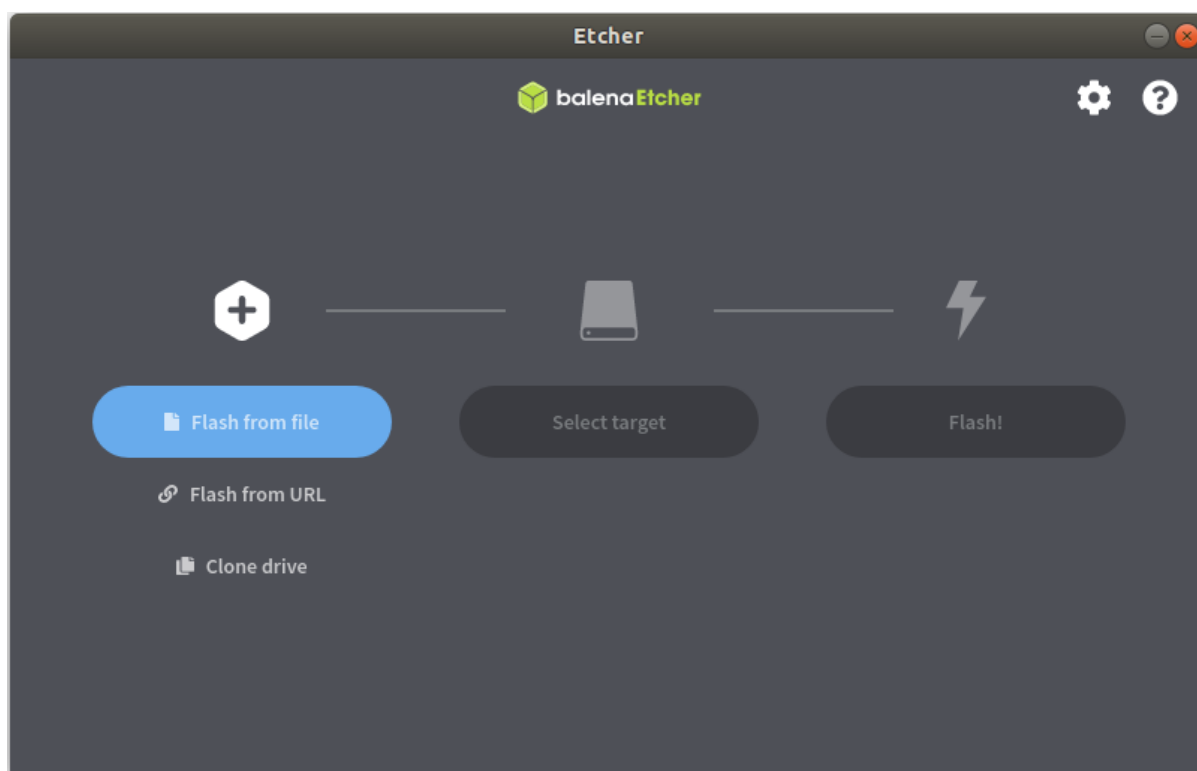 Etcher
balenaEtcher
Flash from file
Select target
Flash!
Flash from URL
Clone drive